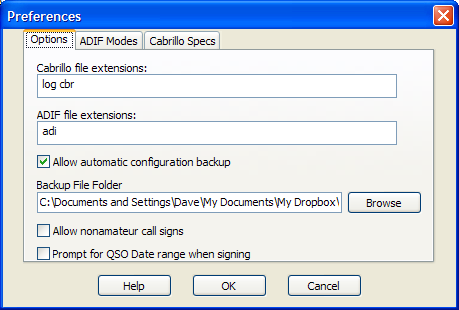 Preferences
Options ADIF Modes Cabrillo Specs
Cabrillo file extensions:
log cbr
ADIF file extensions:
adi
Allow automatic configuration backup
Backup File Folder
C:\Documents and Settings\Dave\My Documents\My Dropbox\ Browse
Allow nonamateur call signs
Prompt for QSO Date range when signing
Help OK Cancel